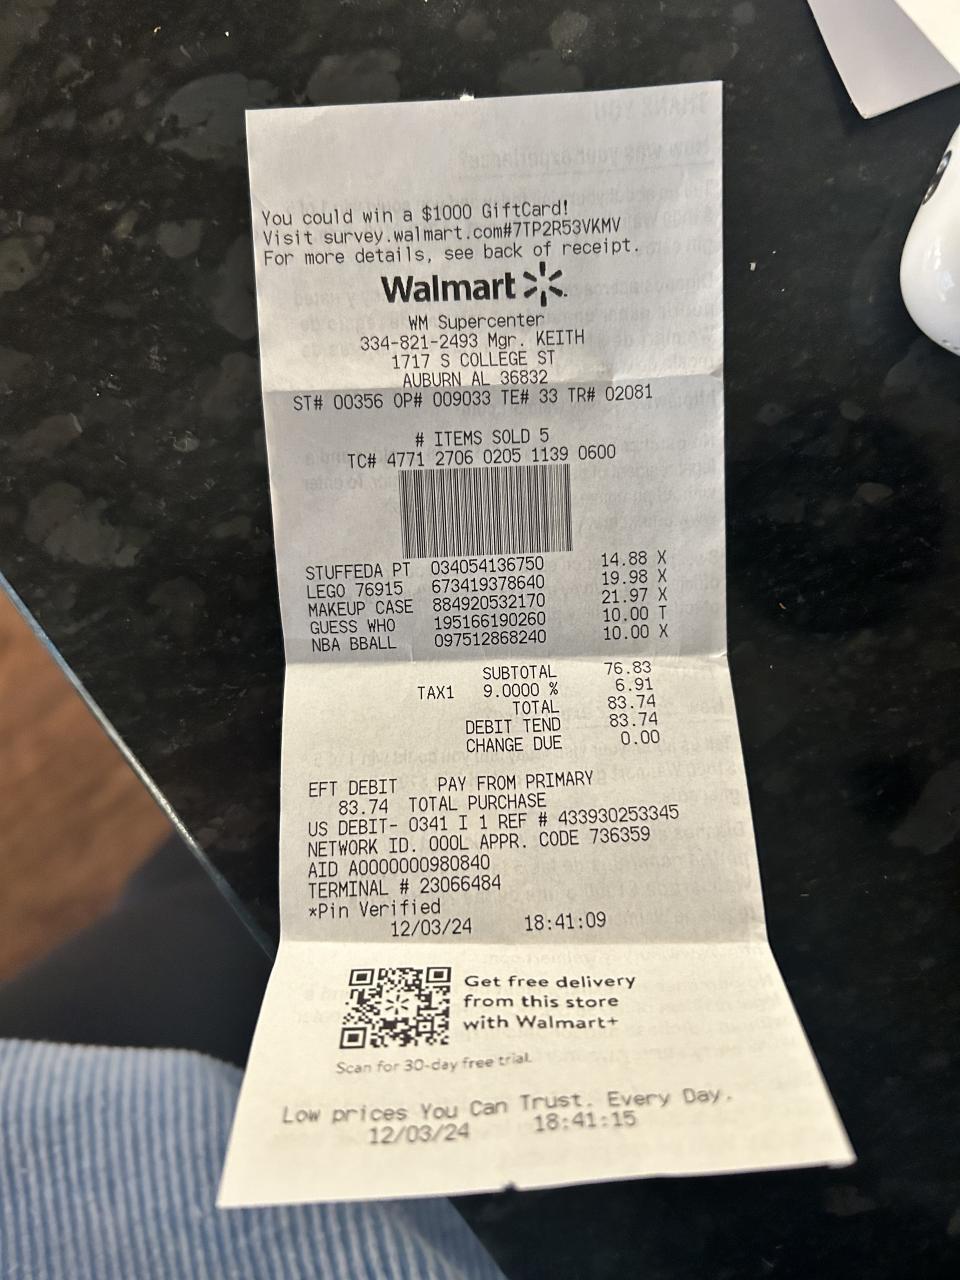 You could win a $1000 GiftCard!
Visit survey.walmart.com#7TP2R53VKMV
For more details, see back of receipt.
Walmart
WM Supercenter
334-821-2493 Mgr. KEITH
1717 S COLLEGE ST
AUBURN AL 36832
ST# 00356 OP# 009033 TE# 33 TR# 02081
# ITEMS SOLD 5
TC# 4771 2706 0205 1139 0600
STUFFEDA PT 034054136750 14.88 X
LEGO 76915 673419378640 19.98 X
MAKEUP CASE 884920532170 21.97 X
GUESS WHO 195166190260 10.00 T
NBA BBALL 097512868240 10.00 X
SUBTOTAL 76.83
TAX1 9.0000 % 6.91
TOTAL 83.74
DEBIT TEND 83.74
CHANGE DUE 0.00
EFT DEBIT PAY FROM PRIMARY
83.74 TOTAL PURCHASE
US DEBIT- 0341 I 1 REF # 433930253345
NETWORK ID. 000L APPR. CODE 736359
AID A0000000980840
TERMINAL # 23066484
*Pin Verified
12/03/24 18:41:09
Get free delivery
from this store
with Walmart+
Scan for 30-day free trial.
Low prices You Can Trust. Every Day.
12/03/24 18:41:15